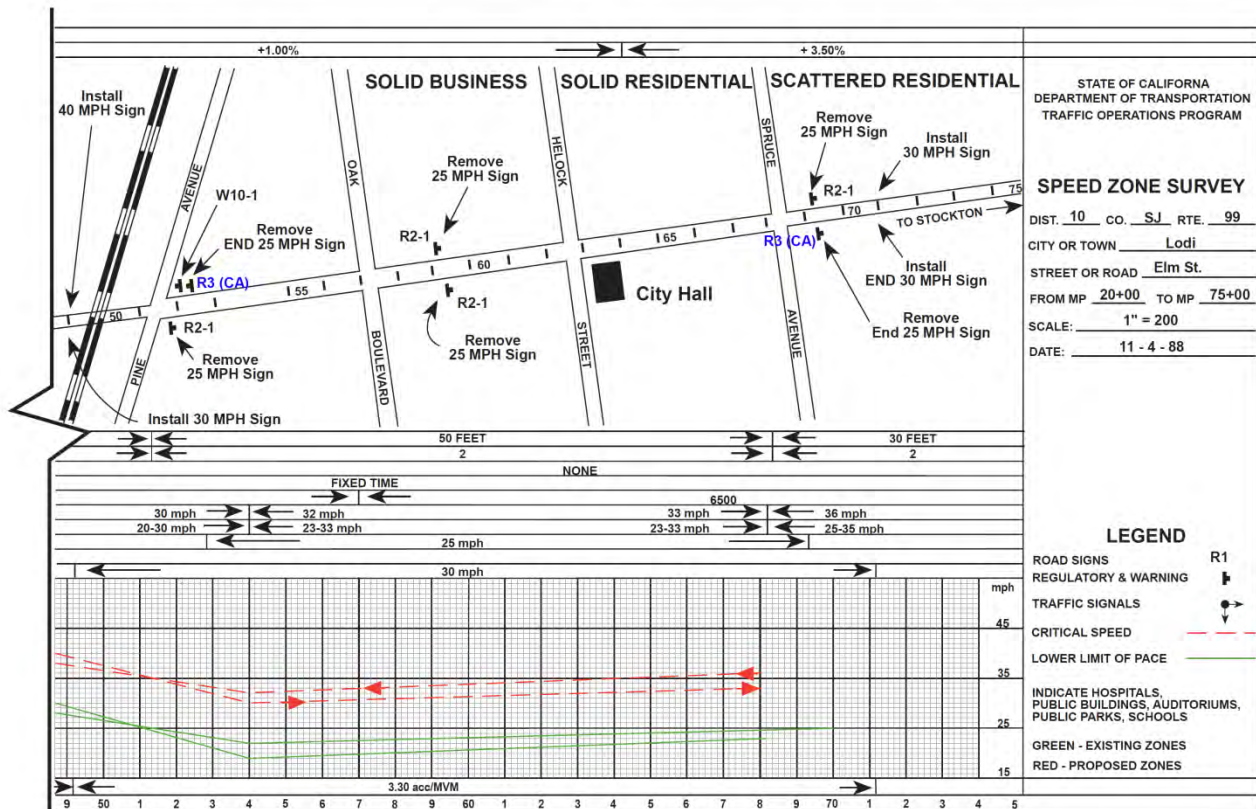 +1.00%
+ 3.50%
SOLID BUSINESS
SOLID RESIDENTIAL
SCATTERED RESIDENTIAL
Install
40 MPH Sign
AVENUE
OAK
HELOCK
SPRUCE
Remove
25 MPH Sign
Install
30 MPH Sign
Remove
25 MPH Sign
W10-1
R2-1
75
70
TO STOCKTON
Remove
END 25 MPH Sign
R2-1
65
R3 (CA)
R3 (CA)
60
Install
END 30 MPH Sign
55
R2-1
City Hall
50
R2-1
Remove
End 25 MPH Sign
Remove
25 MPH Sign
Remove
25 MPH Sign
PINE
BOULEVARD
STREET
AVENUE
Install 30 MPH Sign
50 FEET
30 FEET
2
2
NONE
FIXED TIME
6500
30 mph
32 mph
33 mph
36 mph
20-30 mph
23-33 mph
23-33 mph
25-35 mph
25 mph
30 mph
mph
45
35
25
15
3.30 acc/MVM
9 50 1 2 3 4 5 6 7 8 9 60 1 2 3 4 5 6 7 8 9 70 1 2 3 4 5
STATE OF CALIFORNA
DEPARTMENT OF TRANSPORTATION
TRAFFIC OPERATIONS PROGRAM
SPEED ZONE SURVEY
DIST. 10 CO. SJ RTE. 99
CITY OR TOWN Lodi
STREET OR ROAD Elm St.
FROM MP 20+00 TO MP 75+00
SCALE: 1" = 200
DATE: 11 - 4 - 88
LEGEND
ROAD SIGNS R1
REGULATORY & WARNING
TRAFFIC SIGNALS
CRITICAL SPEED
LOWER LIMIT OF PACE
INDICATE HOSPITALS,
PUBLIC BUILDINGS, AUDITORIUMS,
PUBLIC PARKS, SCHOOLS
GREEN - EXISTING ZONES
RED - PROPOSED ZONES